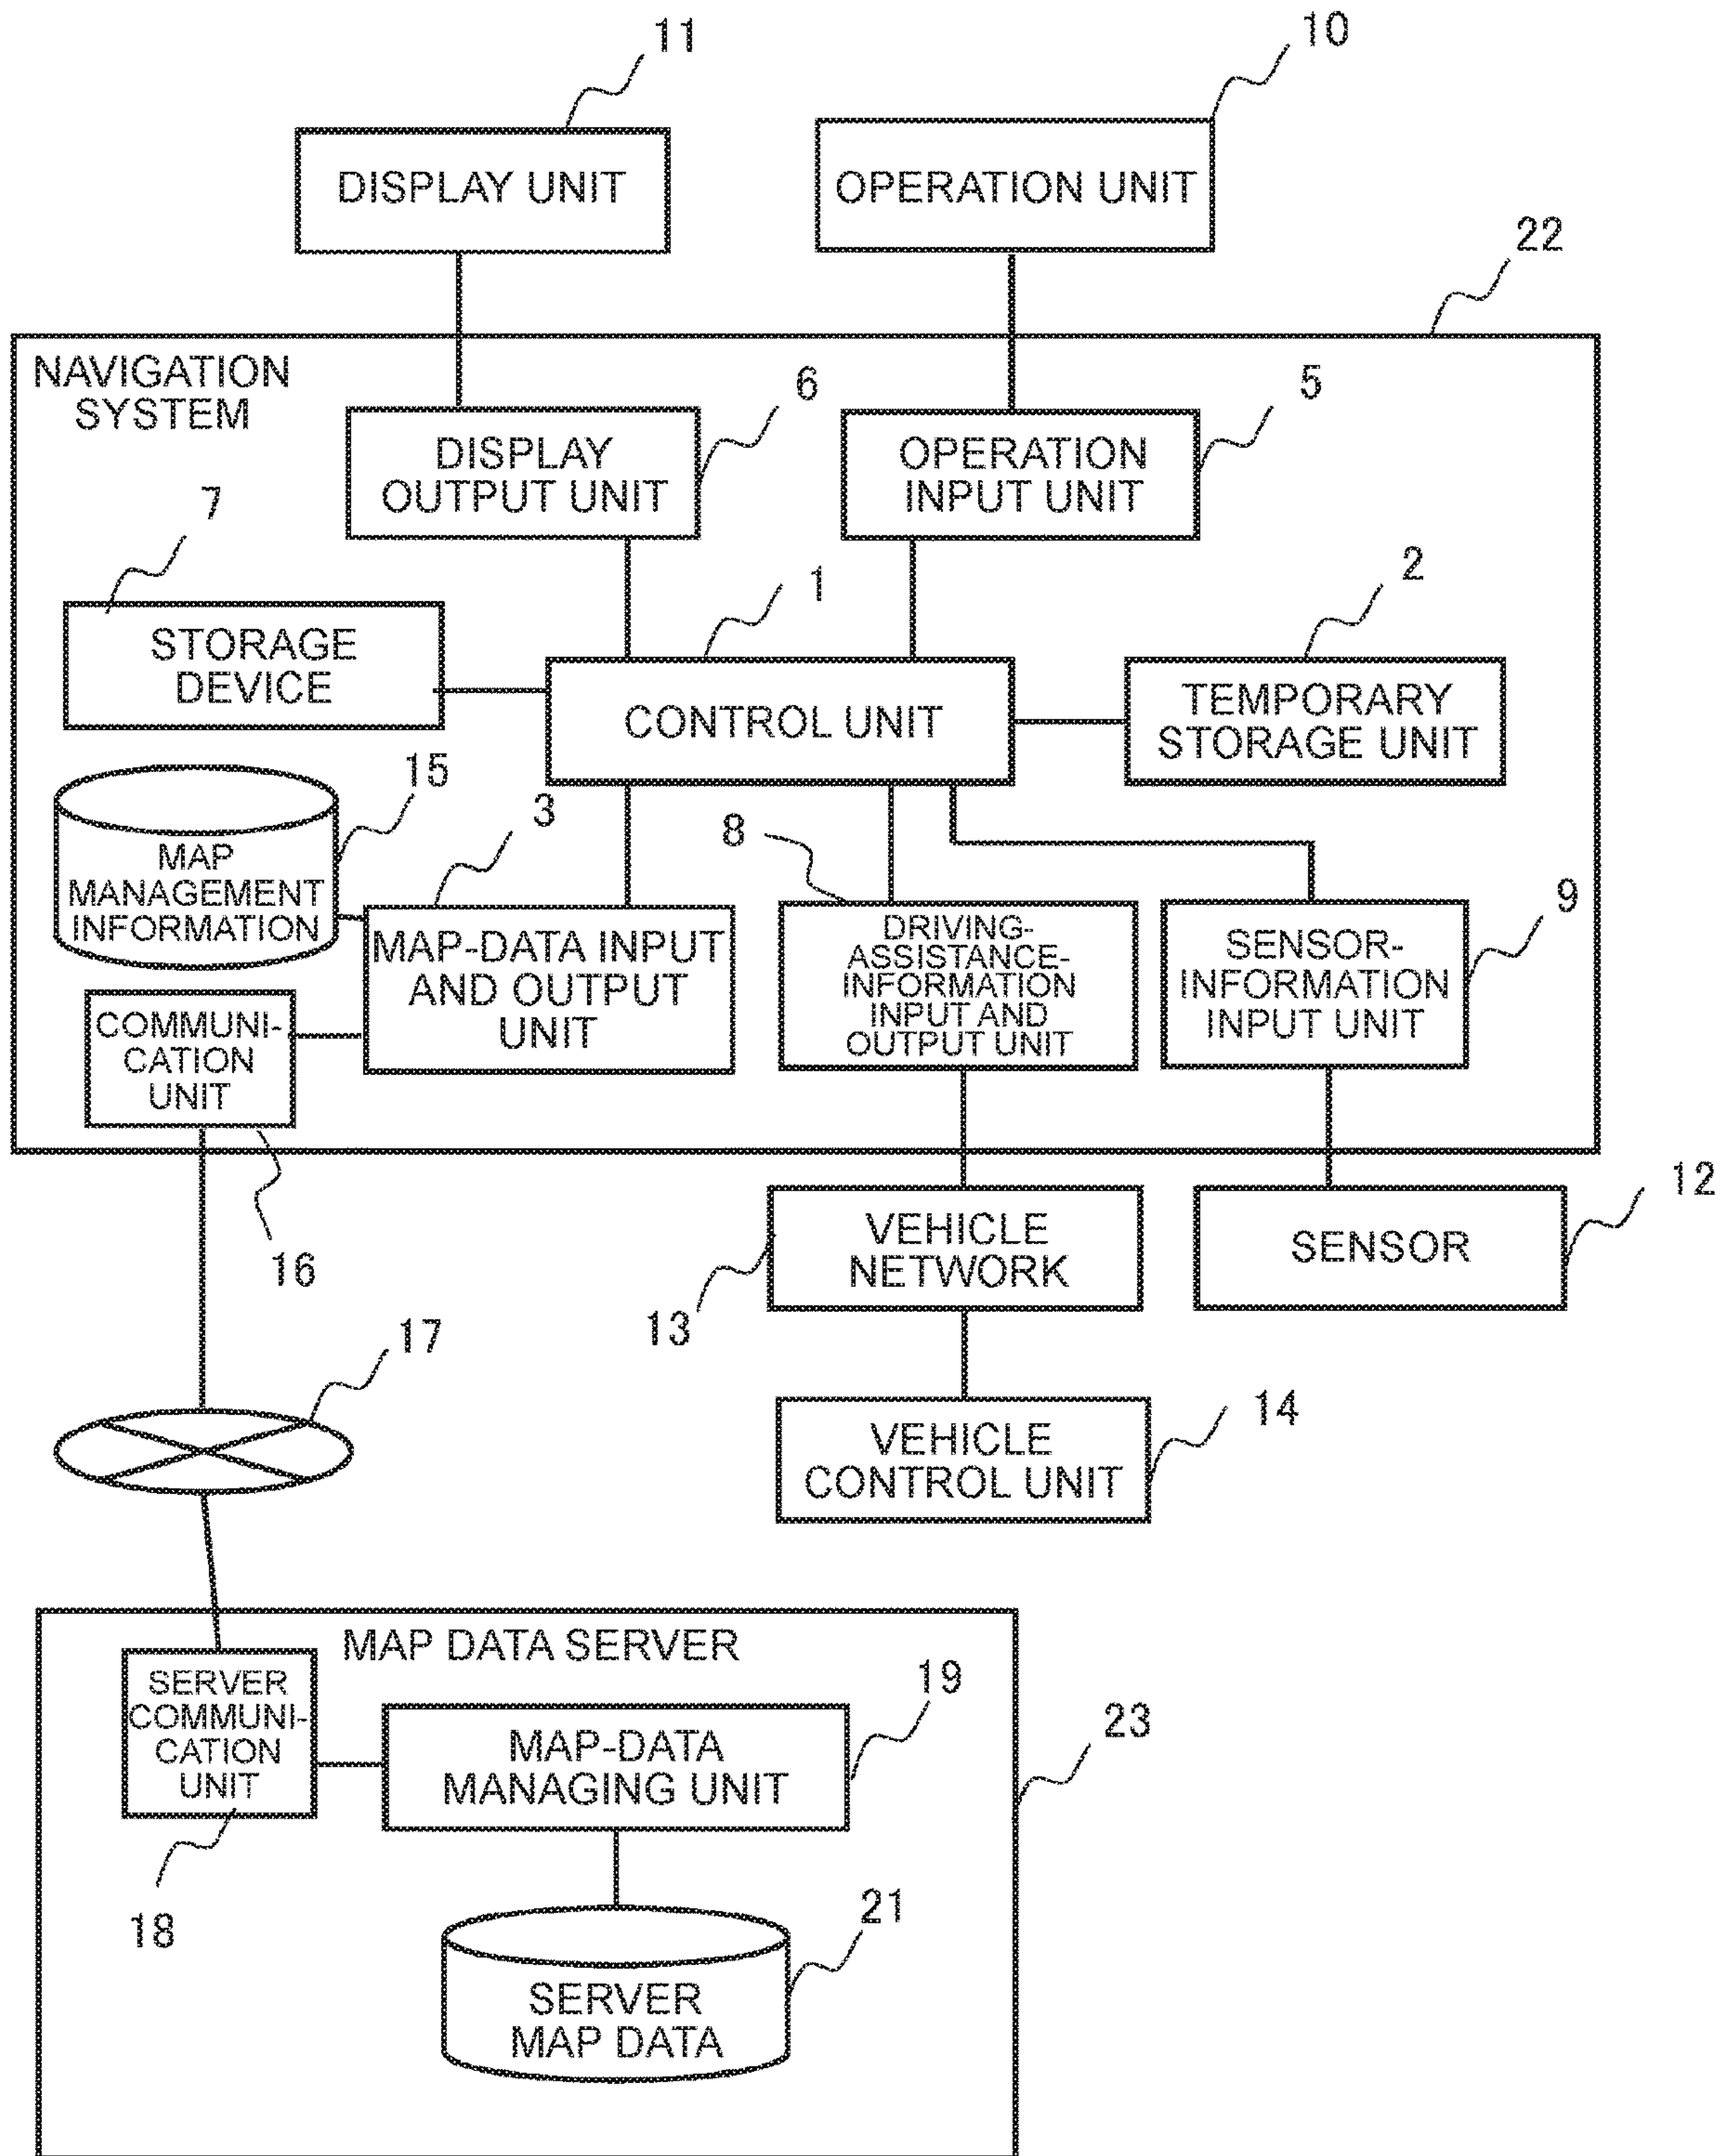 11
10
DISPLAY UNIT
OPERATION UNIT
22
NAVIGATION
SYSTEM
6
5
DISPLAY
OUTPUT UNIT
OPERATION
INPUT UNIT
7
1
2
STORAGE
DEVICE
CONTROL UNIT
TEMPORARY
STORAGE UNIT
15
3
8
9
MAP
MANAGEMENT
INFORMATION
MAP-DATA INPUT
AND OUTPUT
UNIT
DRIVING-
ASSISTANCE-
INFORMATION
INPUT AND
OUTPUT UNIT
SENSOR-
INFORMATION
INPUT UNIT
COMMUNI-
CATION
UNIT
16
VEHICLE
NETWORK
13
SENSOR
12
17
VEHICLE
CONTROL UNIT
14
MAP DATA SERVER
SERVER
COMMUNI-
CATION
UNIT
18
MAP-DATA
MANAGING UNIT
19
23
21
SERVER
MAP DATA